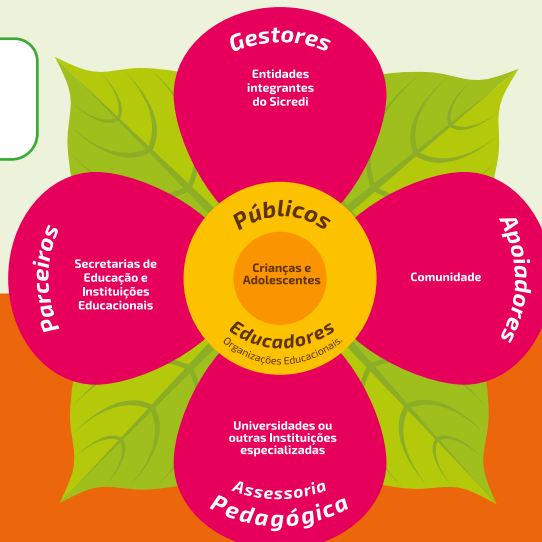 Gestores
Entidades
integrantes
do Sicredi
Parceiros
Secretarias de
Educação e
Instituições
Educacionais
Públicos
Crianças e
Adolescentes
Educadores
Organizações Educacionais.
Comunidade
Apoiadores
Universidades ou
outras Instituições
especializadas
Assessoria
Pedagógica